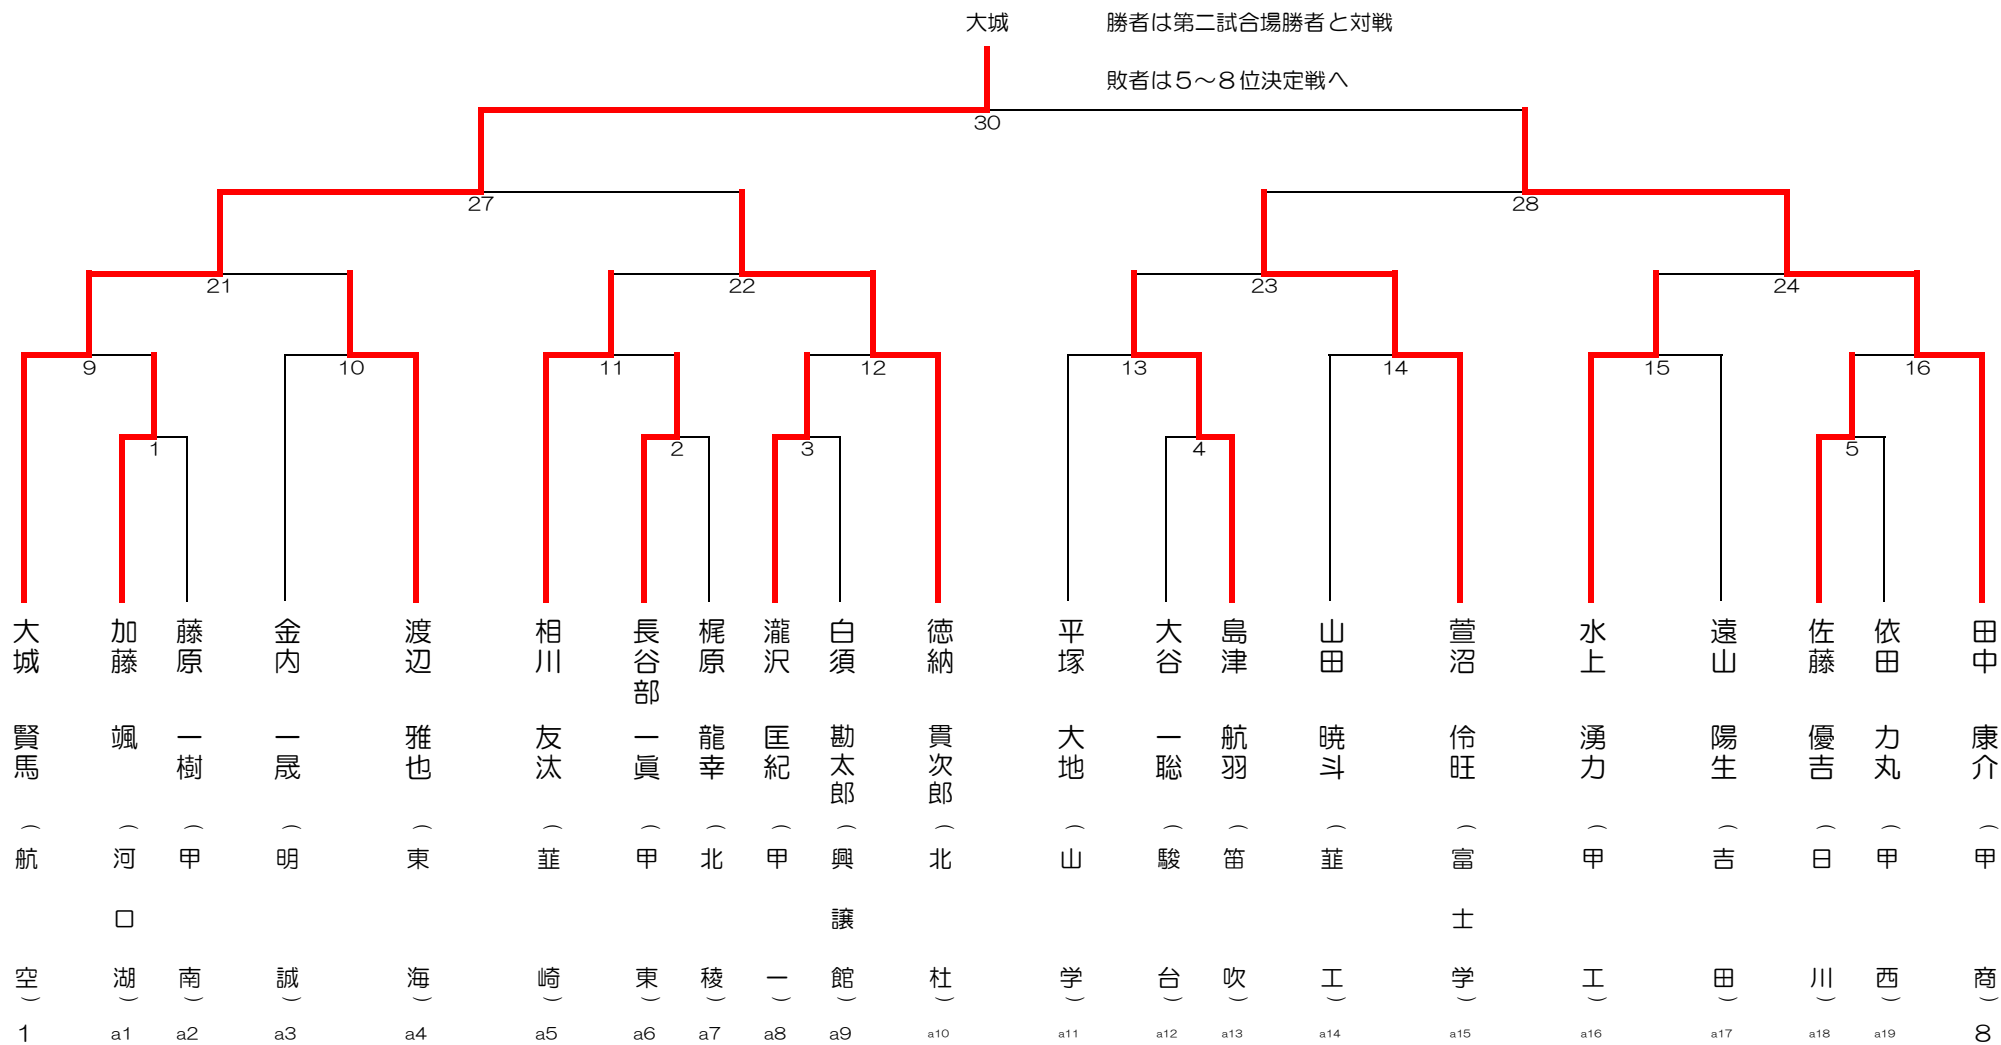 大城
勝者は第二試合場勝者と対戦
敗者は５～８位決定戦へ
30
27
28
21
22
23
24
9
10
11
12
13
14
15
16
1
2
3
4
5
大城 賢馬 （航空） 1
加藤 颯 （河口湖） a1
藤原 一樹 （甲南） a2
金内 一晟 （明誠） a3
渡辺 雅也 （東海） a4
相川 友汰 （韮崎） a5
長谷部 一眞 （甲東） a6
梶原 龍幸 （北稜） a7
瀧沢 匡紀 （甲一） a8
白須 勘太郎 （興譲館） a9
徳納 貫次郎 （北杜） a10
平塚 大地 （山学） a11
大谷 一聡 （駿台） a12
島津 航羽 （笛吹） a13
山田 暁斗 （韮工） a14
萱沼 伶旺 （富士学） a15
水上 湧力 （甲工） a16
遠山 陽生 （吉田） a17
佐藤 優吉 （日川） a18
依田 力丸 （甲西） a19
田中 康介 （甲商） 8